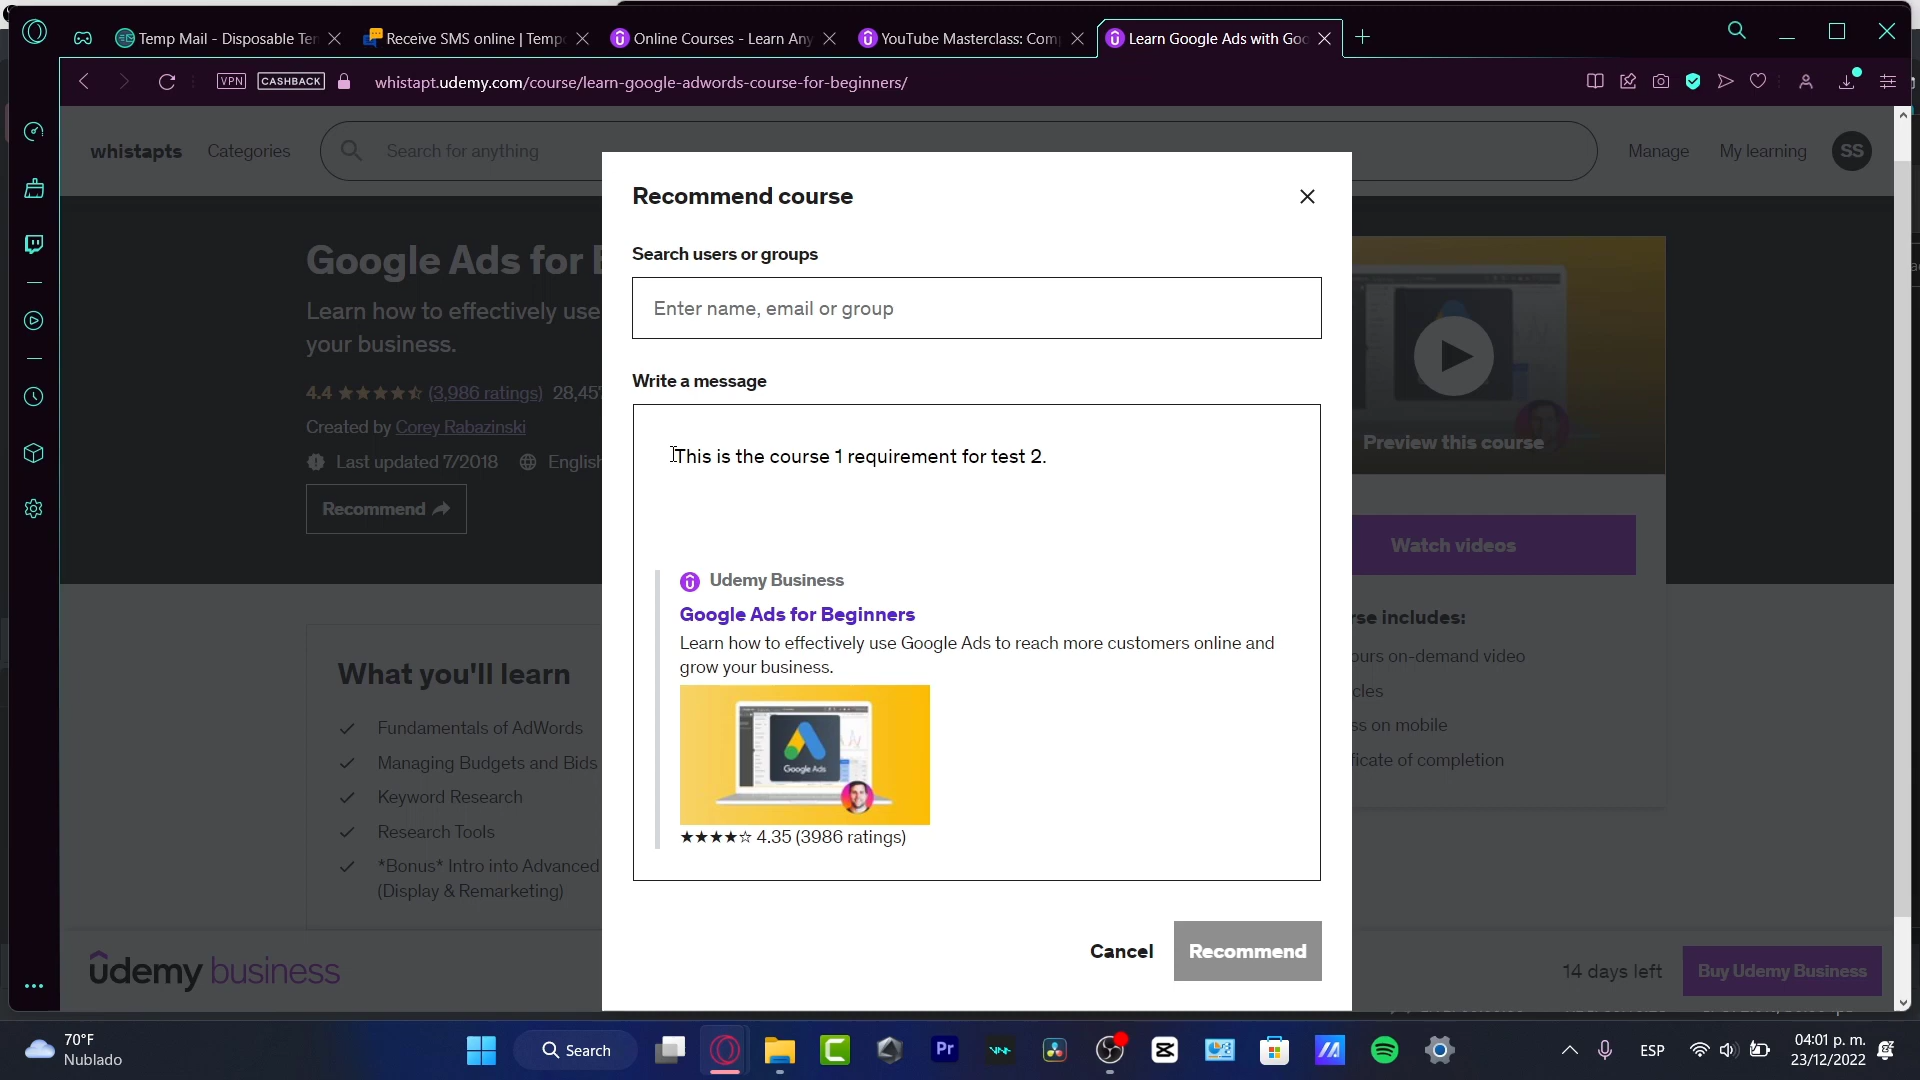 Temp Mail - Disposable Ter
Receive SMS online | Temp
Online Courses - Learn Any
YouTube Masterclass: Com
Learn Google Ads with Goo
VPN
CASHBACK
whistapt.udemy.com/course/learn-google-adwords-course-for-beginners/
whistapts
Categories
Search for anything
Manage
My learning
SS
Recommend course
Google Ads for
Learn how to effectively use
your business.
4.4 ★★★★★ (3,986 ratings) 28,45
Created by Corey Rabazinski
Last updated 7/2018
English
Recommend
Search users or groups
Enter name, email or group
Write a message
This is the course 1 requirement for test 2.
Udemy Business
Google Ads for Beginners
Learn how to effectively use Google Ads to reach more customers online and
grow your business.
Google Ads
★★★★☆ 4.35 (3986 ratings)
Cancel
Recommend
Preview this course
Watch videos
rse includes:
ours on-demand video
cles
ss on mobile
ficate of completion
What you'll learn
Fundamentals of AdWords
Managing Budgets and Bids
Keyword Research
Research Tools
*Bonus* Intro into Advanced
(Display & Remarketing)
ûdemy business
14 days left
Buy Udemy Business
70°F
Nublado
Search
Pr
ESP
04:01 p. m.
23/12/2022